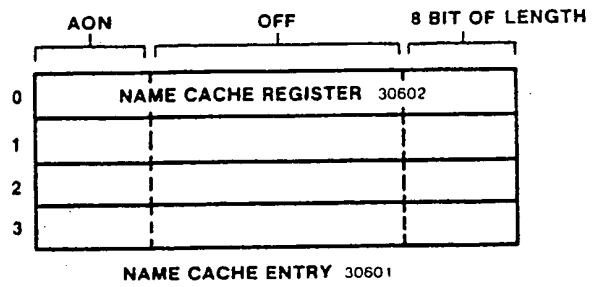 AON OFF 8 BIT OF LENGTH
0 NAME CACHE REGISTER 30602
1
2
3
NAME CACHE ENTRY 30601